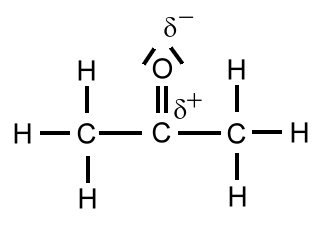 δ−
H O H
δ+
H C C C H
H H